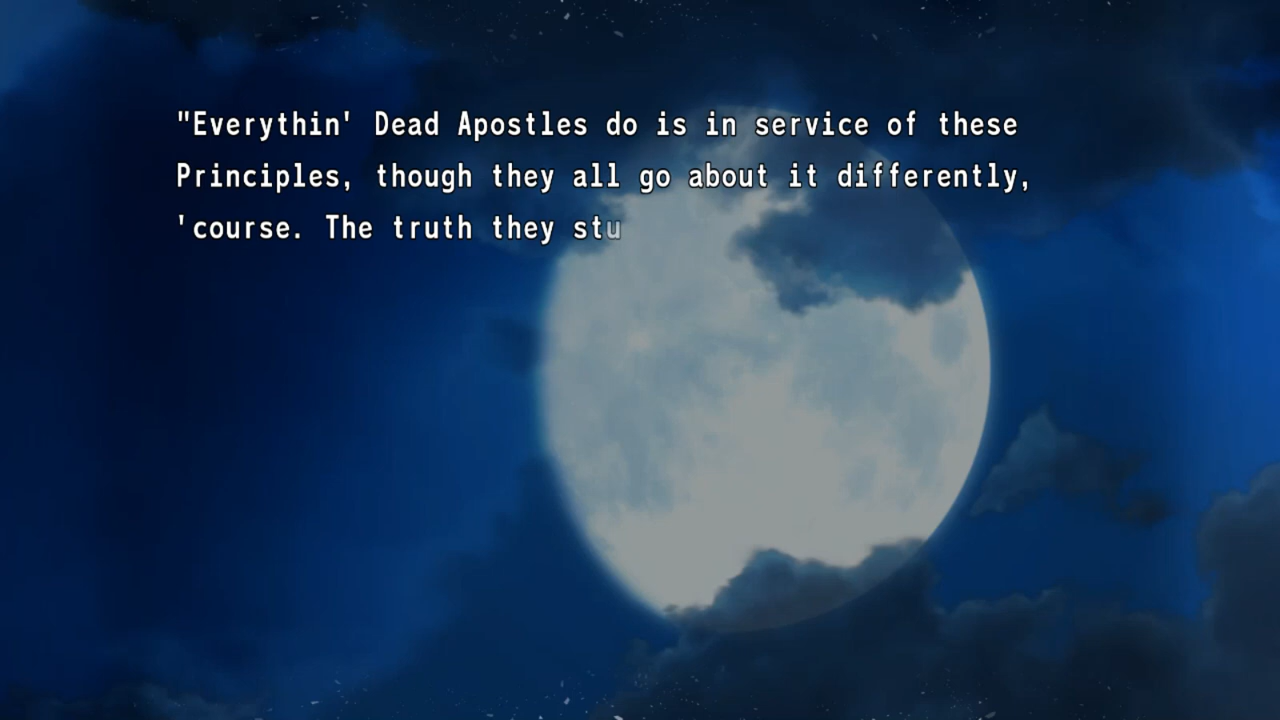 "Everythin' Dead Apostles do is in service of these
Principles, though they all go about it differently,
'course. The truth they stu